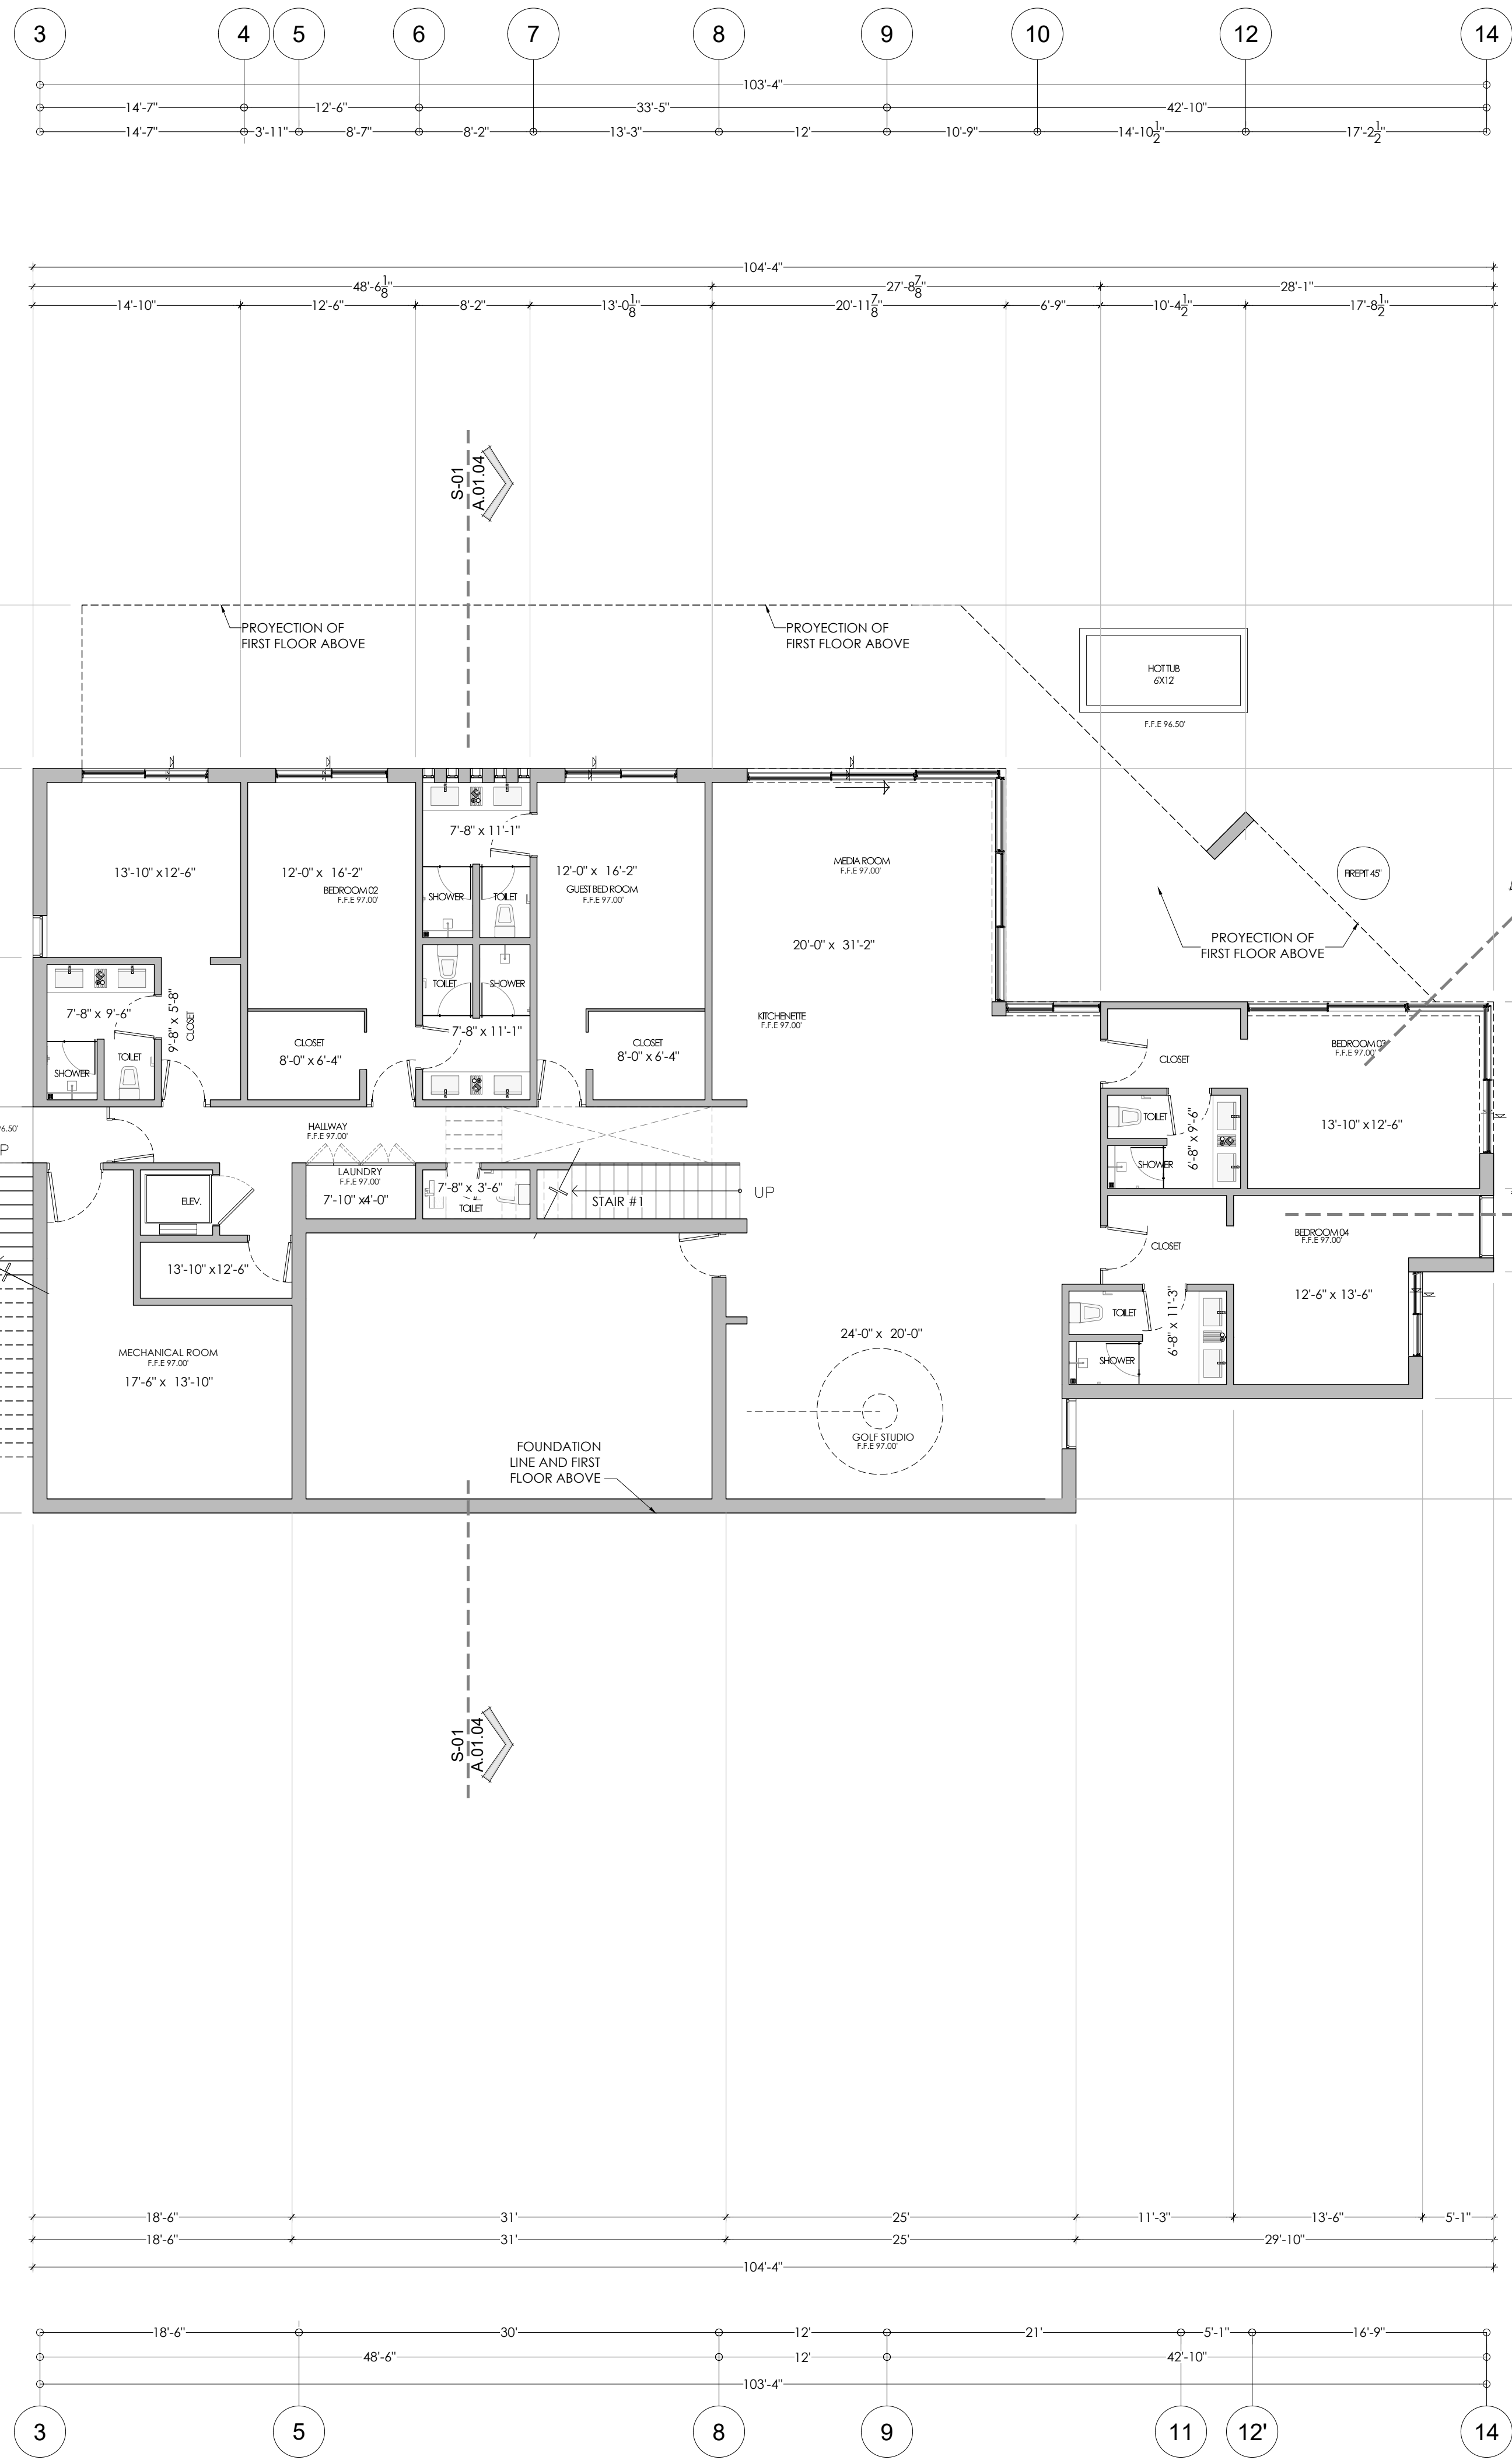 3 4 5 6 7 8 9 10 12 14
103'-4"
14'-7" 12'-6" 33'-5" 42'-10"
14'-7" 3'-11" 8'-7" 8'-2" 13'-3" 12' 10'-9" 14'-10 1/2" 17'-2 1/2"
104'-4"
48'-6 1/8" 27'-8 7/8" 28'-1"
14'-10" 12'-6" 8'-2" 13'-0 1/8" 20'-11 7/8" 6'-9" 10'-4 1/2" 17'-8 1/2"
S-01
A.01.04
PROYECTION OF
FIRST FLOOR ABOVE
PROYECTION OF
FIRST FLOOR ABOVE
HOT TUB
6X12'
F.F.E 96.50'
13'-10" x12'-6"
12'-0" x 16'-2"
BEDROOM 02
F.F.E 97.00'
7'-8" x 11'-1"
SHOWER
TOILET
12'-0" x 16'-2"
GUEST BED ROOM
F.F.E 97.00'
MEDIA ROOM
F.F.E 97.00'
20'-0" x 31'-2"
FIREPIT 45"
PROYECTION OF
FIRST FLOOR ABOVE
TOILET
SHOWER
7'-8" x 11'-1"
7'-8" x 9'-6"
9'-8" x 5'-8"
CLOSET
SHOWER
TOILET
CLOSET
8'-0" x 6'-4"
CLOSET
8'-0" x 6'-4"
KITCHENETTE
F.F.E 97.00'
CLOSET
BEDROOM 03
F.F.E 97.00'
13'-10" x12'-6"
TOILET
SHOWER
6'-8" x 9'-6"
6.50'
P
HALLWAY
F.F.E 97.00'
LAUNDRY
F.F.E 97.00'
7'-10" x4'-0"
7'-8" x 3'-6"
TOILET
STAIR #1
UP
ELEV.
13'-10" x12'-6"
CLOSET
BEDROOM 04
F.F.E 97.00'
12'-6" x 13'-6"
TOILET
SHOWER
6'-8" x 11'-3"
MECHANICAL ROOM
F.F.E 97.00'
17'-6" x 13'-10"
24'-0" x 20'-0"
GOLF STUDIO
F.F.E 97.00'
FOUNDATION
LINE AND FIRST
FLOOR ABOVE
S-01
A.01.04
18'-6" 31' 25' 11'-3" 13'-6" 5'-1"
18'-6" 31' 25' 29'-10"
104'-4"
18'-6" 30' 12' 21' 5'-1" 16'-9"
48'-6" 12' 42'-10"
103'-4"
3 5 8 9 11 12' 14